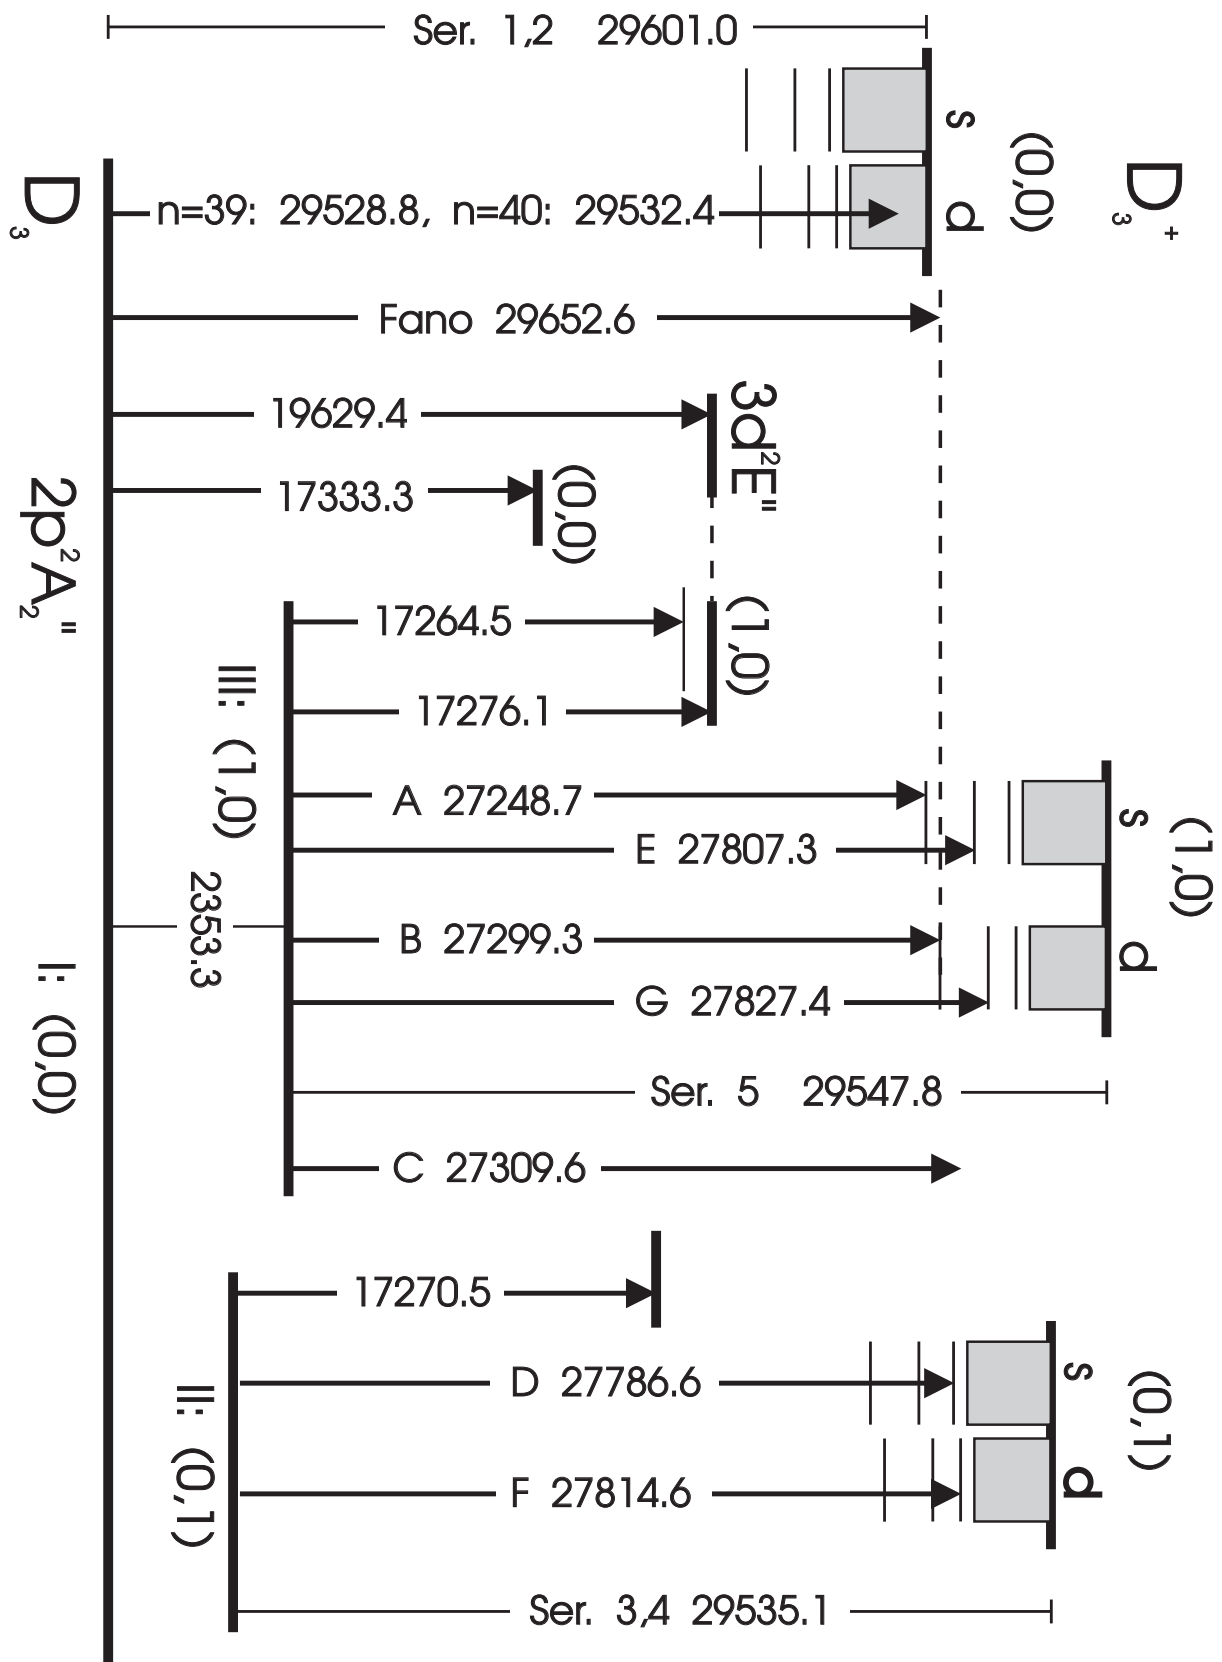 Ser. 1,2 29601.0
s
(0,0)
D₃⁺
D₃
n=39: 29528.8, n=40: 29532.4
d
Fano 29652.6
19629.4
3d²E"
17333.3
(0,0)
2p²A₂"
17264.5
(1,0)
III: (1,0)
17276.1
A 27248.7
s
(1,0)
E 27807.3
2353.3
B 27299.3
d
I: (0,0)
G 27827.4
Ser. 5 29547.8
C 27309.6
17270.5
II: (0,1)
D 27786.6
s
(0,1)
F 27814.6
d
Ser. 3,4 29535.1